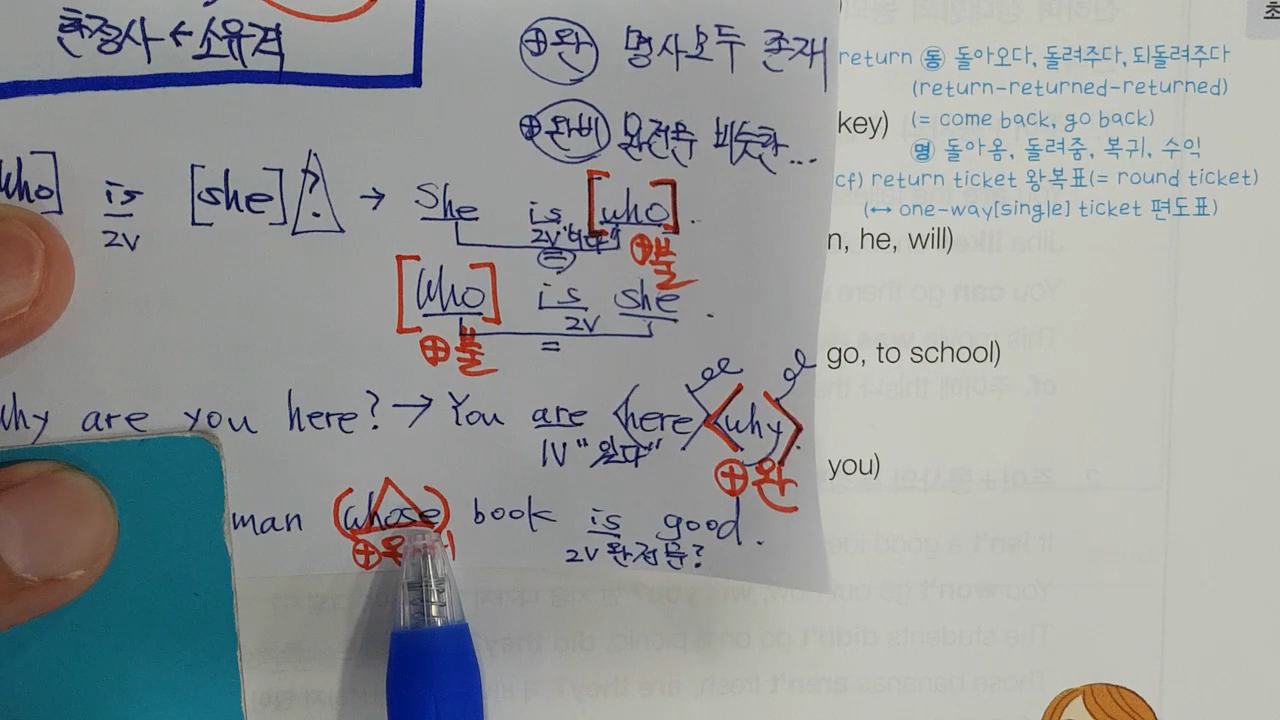 한정사 ← 소유격
⊕완 명사모두 존재
⊕완비 완전문 비슷한...
who] is [she]? → She is [who].
2V 2V "이다" ⊕불
=
[who] is she.
⊕불 2V
=
why are you here? → You are <here> <why>.
1V "있다" ⊕완
man (whose) book is good.
2V 완전문?
return 동 돌아오다, 돌려주다, 되돌려주다
(return-returned-returned)
key) (= come back, go back)
명 돌아옴, 돌려줌, 복귀, 수익
cf) return ticket 왕복표(= round ticket)
(↔ one-way[single] ticket 편도표)
n, he, will)
go, to school)
you)
초